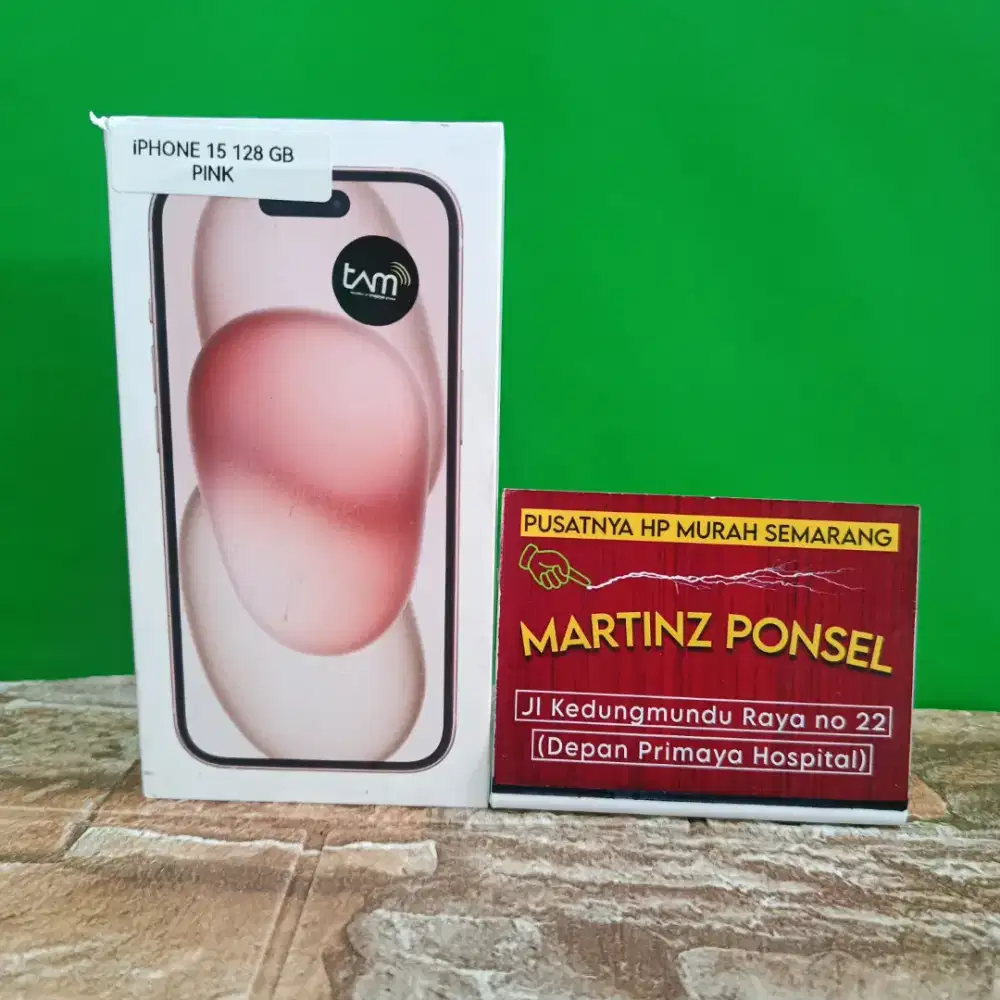 iPHONE 15 128 GB
PINK
tam
PUSATNYA HP MURAH SEMARANG
MARTINZ PONSEL
Jl Kedungmundu Raya no 22
(Depan Primaya Hospital)